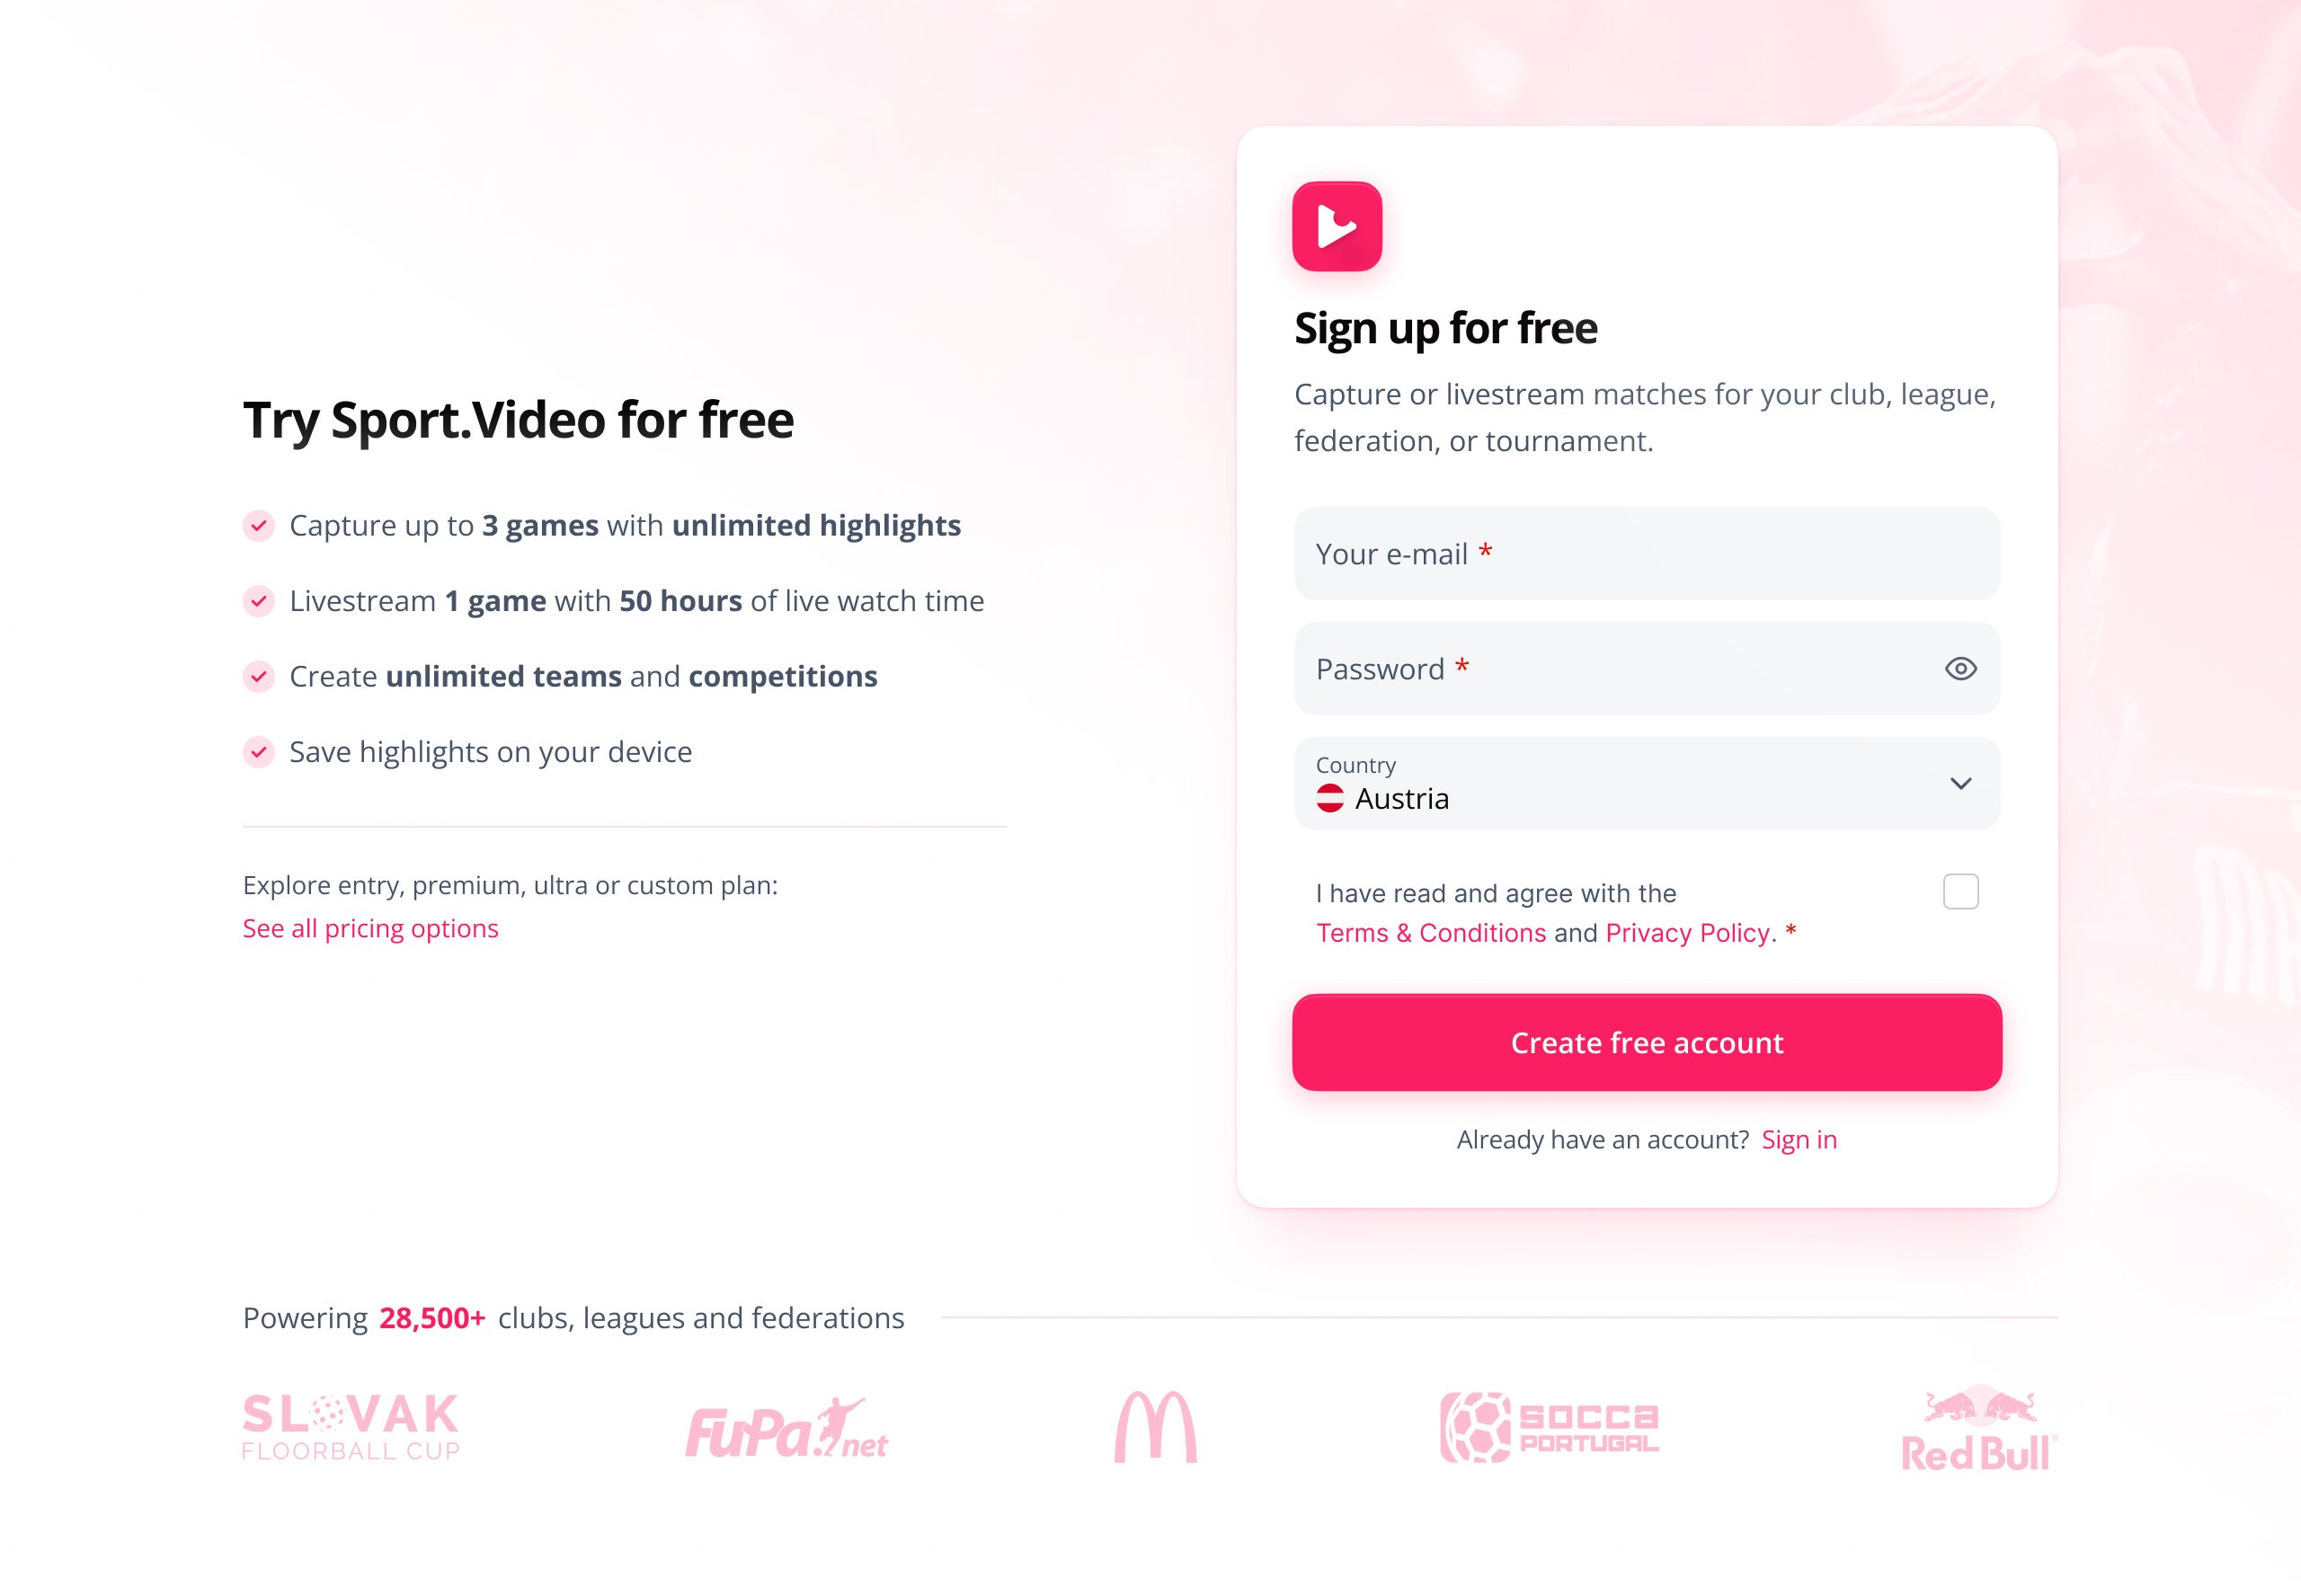 Try Sport.Video for free
Capture up to 3 games with unlimited highlights
Livestream 1 game with 50 hours of live watch time
Create unlimited teams and competitions
Save highlights on your device
Explore entry, premium, ultra or custom plan:
See all pricing options
Sign up for free
Capture or livestream matches for your club, league,
federation, or tournament.
Your e-mail *
Password *
Country
Austria
I have read and agree with the
Terms & Conditions and Privacy Policy. *
Create free account
Already have an account? Sign in
Powering 28,500+ clubs, leagues and federations
SLOVAK
FLOORBALL CUP
FuPa.net
SOCCA
PORTUGAL
Red Bull